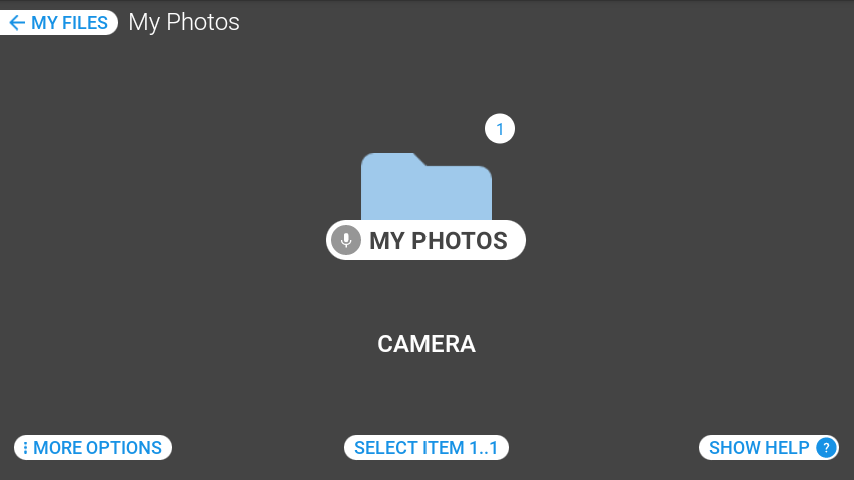 MY FILES My Photos
1
MY PHOTOS
CAMERA
MORE OPTIONS SELECT ITEM 1..1 SHOW HELP ?